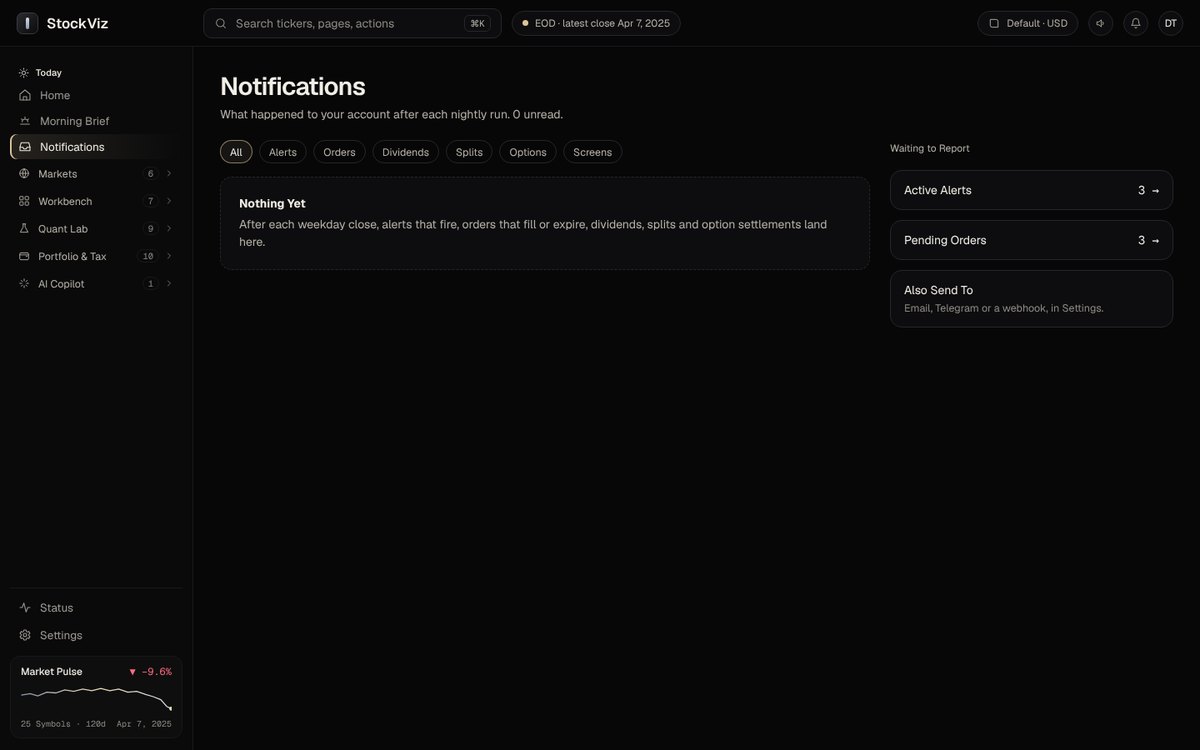 StockViz
Search tickers, pages, actions
⌘K
EOD · latest close Apr 7, 2025
Default · USD
DT
Today
Home
Morning Brief
Notifications
Markets 6
Workbench 7
Quant Lab 9
Portfolio & Tax 10
AI Copilot 1
Notifications
What happened to your account after each nightly run. 0 unread.
All
Alerts
Orders
Dividends
Splits
Options
Screens
Nothing Yet
After each weekday close, alerts that fire, orders that fill or expire, dividends, splits and option settlements land
here.
Waiting to Report
Active Alerts 3 →
Pending Orders 3 →
Also Send To
Email, Telegram or a webhook, in Settings.
Status
Settings
Market Pulse ▼ −9.6%
25 Symbols · 120d Apr 7, 2025